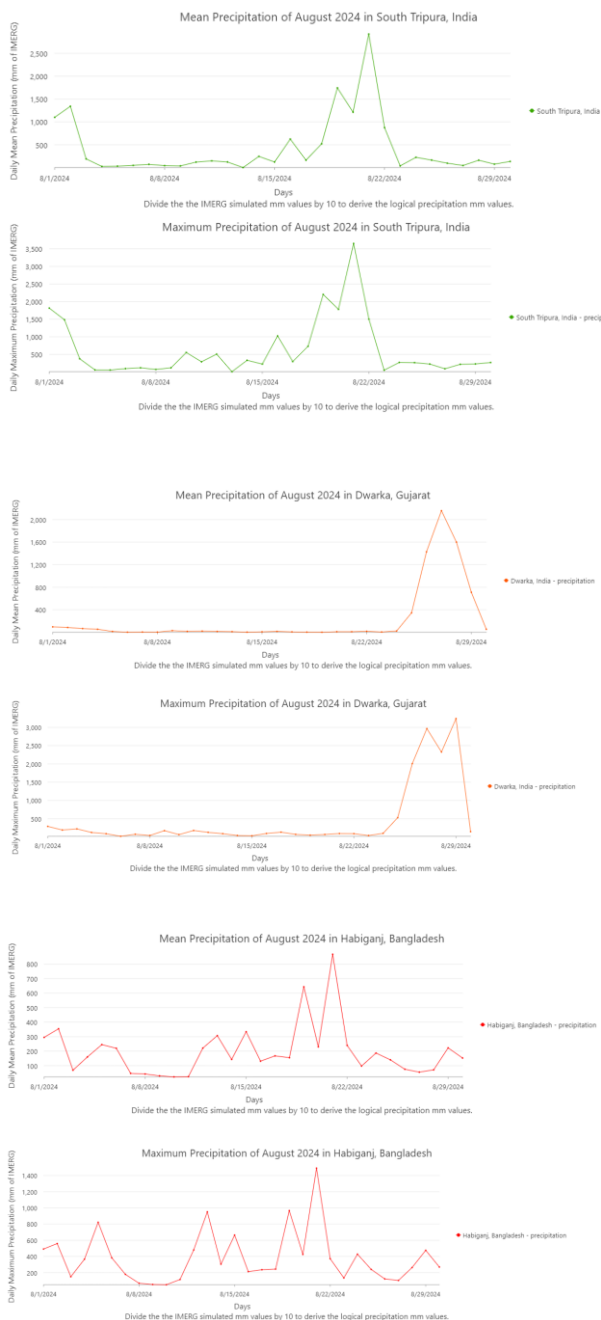 Mean Precipitation of August 2024 in South Tripura, India
Daily Mean Precipitation (mm of IMERG)
2,500
2,000
1,500
1,000
500
8/1/2024 8/8/2024 8/15/2024 8/22/2024 8/29/2024
Days
Divide the the IMERG simulated mm values by 10 to derive the logical precipitation mm values.
South Tripura, India
Maximum Precipitation of August 2024 in South Tripura, India
Daily Maximum Precipitation (mm of IMERG)
3,500
3,000
2,500
2,000
1,500
1,000
500
8/1/2024 8/8/2024 8/15/2024 8/22/2024 8/29/2024
Days
Divide the the IMERG simulated mm values by 10 to derive the logical precipitation mm values.
South Tripura, India - precip
Mean Precipitation of August 2024 in Dwarka, Gujarat
Daily Mean Precipitation (mm of IMERG)
2,000
1,600
1,200
800
400
8/1/2024 8/8/2024 8/15/2024 8/22/2024 8/29/2024
Days
Divide the the IMERG simulated mm values by 10 to derive the logical precipitation mm values.
Dwarka, India - precipitation
Maximum Precipitation of August 2024 in Dwarka, Gujarat
Daily Maximum Precipitation (mm of IMERG)
3,000
2,500
2,000
1,500
1,000
500
8/1/2024 8/8/2024 8/15/2024 8/22/2024 8/29/2024
Days
Divide the the IMERG simulated mm values by 10 to derive the logical precipitation mm values.
Dwarka, India - precipitation
Mean Precipitation of August 2024 in Habiganj, Bangladesh
Daily Mean Precipitation (mm of IMERG)
800
700
600
500
400
300
200
100
8/1/2024 8/8/2024 8/15/2024 8/22/2024 8/29/2024
Days
Divide the the IMERG simulated mm values by 10 to derive the logical precipitation mm values.
Habiganj, Bangladesh - precipitation
Maximum Precipitation of August 2024 in Habiganj, Bangladesh
Daily Maximum Precipitation (mm of IMERG)
1,400
1,200
1,000
800
600
400
200
8/1/2024 8/8/2024 8/15/2024 8/22/2024 8/29/2024
Days
Divide the the IMERG simulated mm values by 10 to derive the logical precipitation mm values.
Habiganj, Bangladesh - precipitation